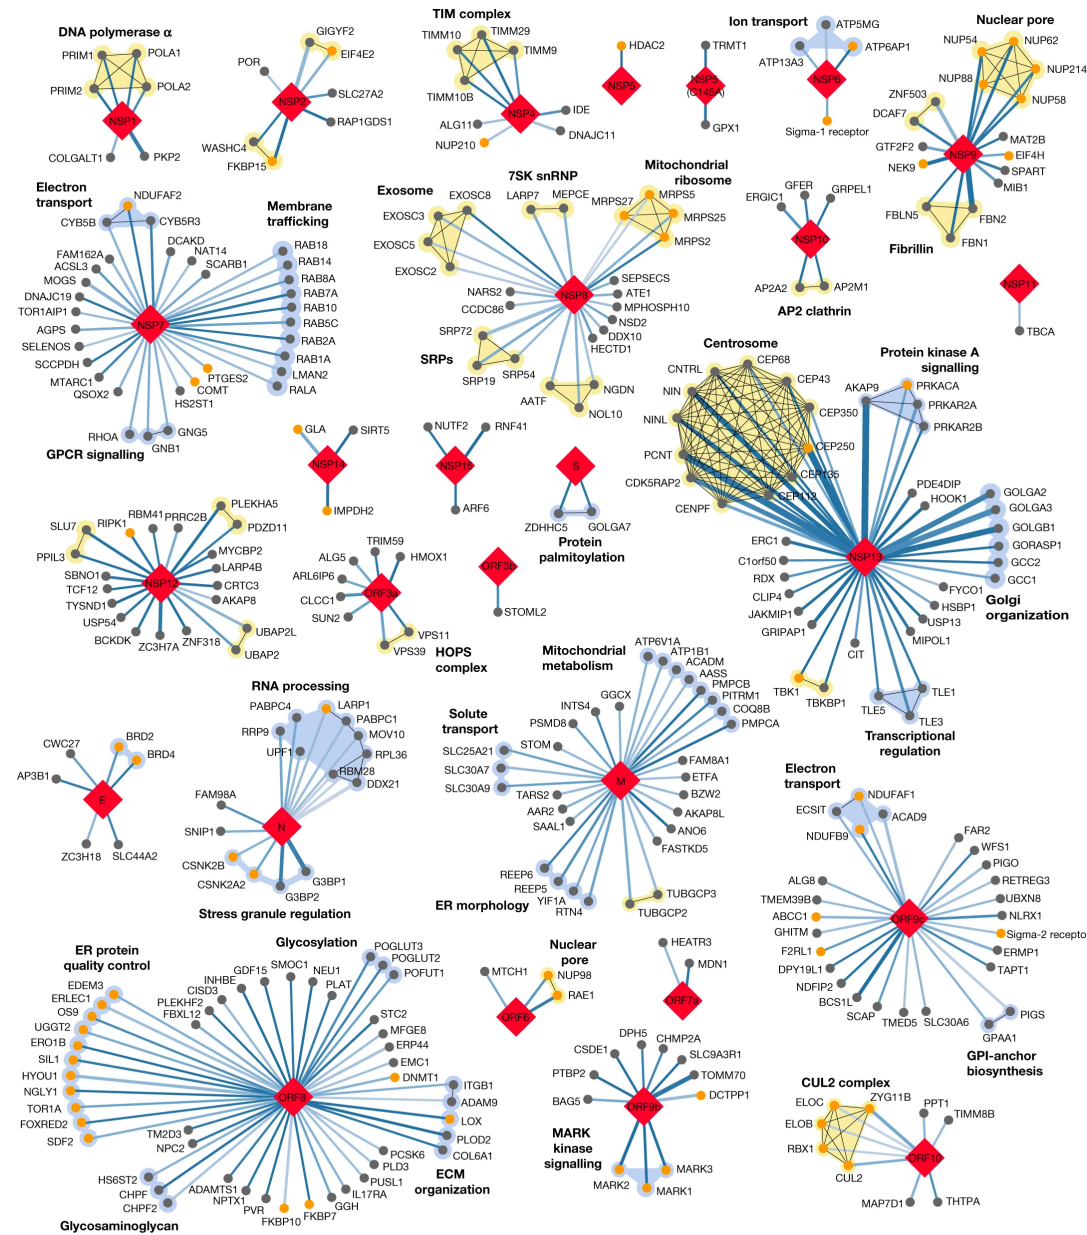 DNA polymerase α
PRIM1
POLA1
PRIM2
POLA2
NSP1
COLGALT1
PKP2
GIGYF2
EIF4E2
POR
NSP2
SLC27A2
RAP1GDS1
WASHC4
FKBP15
TIM complex
TIMM29
TIMM10
TIMM9
TIMM10B
NSP4
IDE
ALG11
DNAJC11
NUP210
HDAC2
NSP5
TRMT1
NSP5
(C145A)
GPX1
Ion transport
ATP5MG
ATP6AP1
ATP13A3
NSP6
Sigma-1 receptor
Nuclear pore
NUP54
NUP62
NUP214
NUP88
NUP58
ZNF503
DCAF7
GTF2F2
NSP9
MAT2B
EIF4H
NEK9
SPART
MIB1
FBLN5
FBN2
FBN1
Fibrillin
Electron
transport
NDUFAF2
CYB5B
CYB5R3
Membrane
trafficking
DCAKD
NAT14
SCARB1
FAM162A
ACSL3
MOGS
DNAJC19
TOR1AIP1
AGPS
SELENOS
SCCPDH
MTARC1
QSOX2
NSP7
RAB18
RAB14
RAB8A
RAB7A
RAB10
RAB5C
RAB2A
RAB1A
LMAN2
RALA
PTGES2
COMT
HS2ST1
RHOA
GNG5
GNB1
GPCR signalling
Exosome
EXOSC8
EXOSC3
EXOSC5
EXOSC2
7SK snRNP
LARP7
MEPCE
Mitochondrial
ribosome
MRPS5
MRPS27
MRPS25
MRPS2
NSP8
NARS2
CCDC86
SEPSECS
ATE1
MPHOSPH10
NSD2
DDX10
HECTD1
SRP72
SRPs
SRP19
SRP54
AATF
NGDN
NOL10
GFER
ERGIC1
GRPEL1
NSP10
AP2A2
AP2M1
AP2 clathrin
NSP11
TBCA
Centrosome
CEP68
CNTRL
CEP43
NIN
CEP350
NINL
CEP250
PCNT
CEP135
CDK5RAP2
CEP112
CENPF
Protein kinase A
signalling
AKAP9
PRKACA
PRKAR2A
PRKAR2B
PDE4DIP
HOOK1
GOLGA2
GOLGA3
GOLGB1
GORASP1
GCC2
GCC1
Golgi
organization
NSP13
ERC1
C1orf50
RDX
CLIP4
JAKMIP1
GRIPAP1
CIT
FYCO1
HSBP1
USP13
MIPOL1
TBK1
TBKBP1
TLE1
TLE5
TLE3
Transcriptional
regulation
GLA
SIRT5
NSP14
IMPDH2
NUTF2
RNF41
NSP15
ARF6
S
ZDHHC5
GOLGA7
Protein
palmitoylation
SLU7
RIPK1
RBM41
PRRC2B
PLEKHA5
PDZD11
PPIL3
MYCBP2
LARP4B
CRTC3
AKAP8
SBNO1
TCF12
TYSND1
USP54
BCKDK
ZC3H7A
ZNF318
NSP12
UBAP2L
UBAP2
TRIM59
ALG5
HMOX1
ARL6IP6
CLCC1
SUN2
ORF3a
VPS11
VPS39
HOPS
complex
ORF3b
STOML2
CWC27
BRD2
BRD4
AP3B1
E
ZC3H18
SLC44A2
RNA processing
PABPC4
LARP1
PABPC1
MOV10
RRP9
UPF1
RPL36
RBM28
DDX21
FAM98A
SNIP1
N
CSNK2B
CSNK2A2
G3BP1
G3BP2
Stress granule regulation
Mitochondrial
metabolism
ATP6V1A
ATP1B1
ACADM
AASS
PMPCB
PITRM1
COQ8B
PMPCA
GGCX
INTS4
PSMD8
STOM
Solute
transport
SLC25A21
SLC30A7
SLC30A9
M
TARS2
AAR2
SAAL1
FAM8A1
ETFA
BZW2
AKAP8L
ANO6
FASTKD5
REEP6
REEP5
YIF1A
RTN4
ER morphology
TUBGCP3
TUBGCP2
Electron
transport
NDUFAF1
ECSIT
ACAD9
NDUFB9
FAR2
WFS1
PIGO
RETREG3
UBXN8
NLRX1
Sigma-2 recepto
ERMP1
TAPT1
ALG8
TMEM39B
ABCC1
GHITM
F2RL1
DPY19L1
NDFIP2
BCS1L
SCAP
TMED5
SLC30A6
ORF9c
PIGS
GPAA1
GPI-anchor
biosynthesis
ER protein
quality control
EDEM3
ERLEC1
OS9
UGGT2
ERO1B
SIL1
HYOU1
NGLY1
TOR1A
FOXRED2
SDF2
Glycosylation
POGLUT3
POGLUT2
POFUT1
SMOC1
GDF15
NEU1
INHBE
CISD3
PLAT
PLEKHF2
FBXL12
STC2
MFGE8
ERP44
EMC1
DNMT1
ORF8
ITGB1
ADAM9
LOX
PLOD2
COL6A1
ECM
organization
TM2D3
NPC2
HS6ST2
CHPF
CHPF2
Glycosaminoglycan
ADAMTS1
NPTX1
PVR
FKBP10
FKBP7
GGH
IL17RA
PUSL1
PLD3
PCSK6
Nuclear
pore
MTCH1
NUP98
RAE1
ORF6
HEATR3
MDN1
ORF7a
DPH5
CHMP2A
CSDE1
SLC9A3R1
PTBP2
TOMM70
BAG5
DCTPP1
ORF9b
MARK
kinase
signalling
MARK3
MARK2
MARK1
CUL2 complex
ELOC
ZYG11B
ELOB
RBX1
CUL2
PPT1
TIMM8B
ORF10
MAP7D1
THTPA